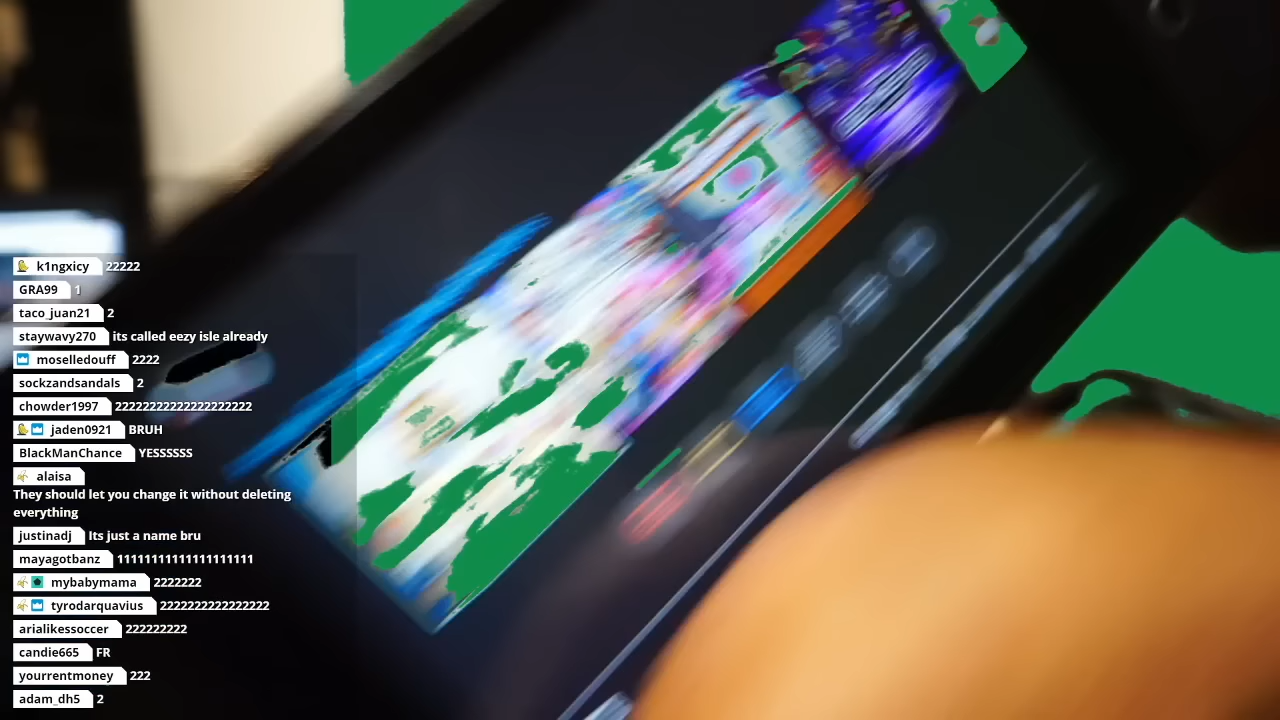 k1ngxicy 22222
GRA99 1
taco_juan21 2
staywavy270 its called eezy isle already
moselledouff 2222
sockzandsandals 2
chowder1997 22222222222222222222
jaden0921 BRUH
BlackManChance YESSSSSS
alaisa
They should let you change it without deleting
everything
justinadj Its just a name bru
mayagotbanz 11111111111111111111
mybabymama 2222222
tyrodarquavius 2222222222222222
arialikessoccer 222222222
candie665 FR
yourrentmoney 222
adam_dh5 2